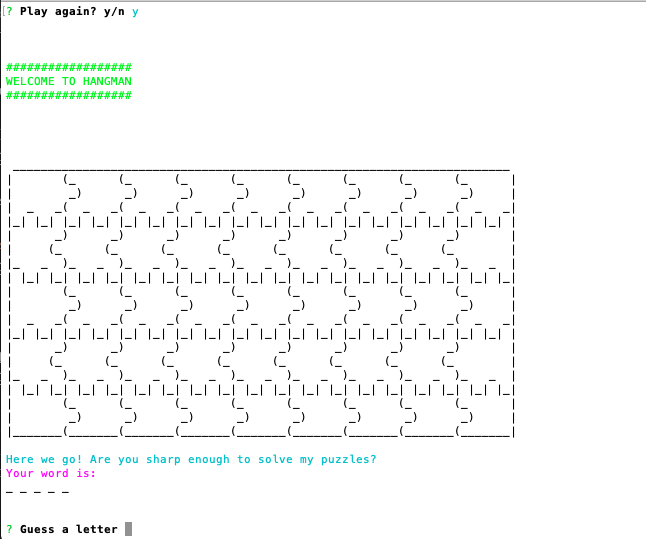 ? Play again? y/n y
##################
WELCOME TO HANGMAN
##################
Here we go! Are you sharp enough to solve my puzzles?
Your word is:
_ _ _ _ _
? Guess a letter